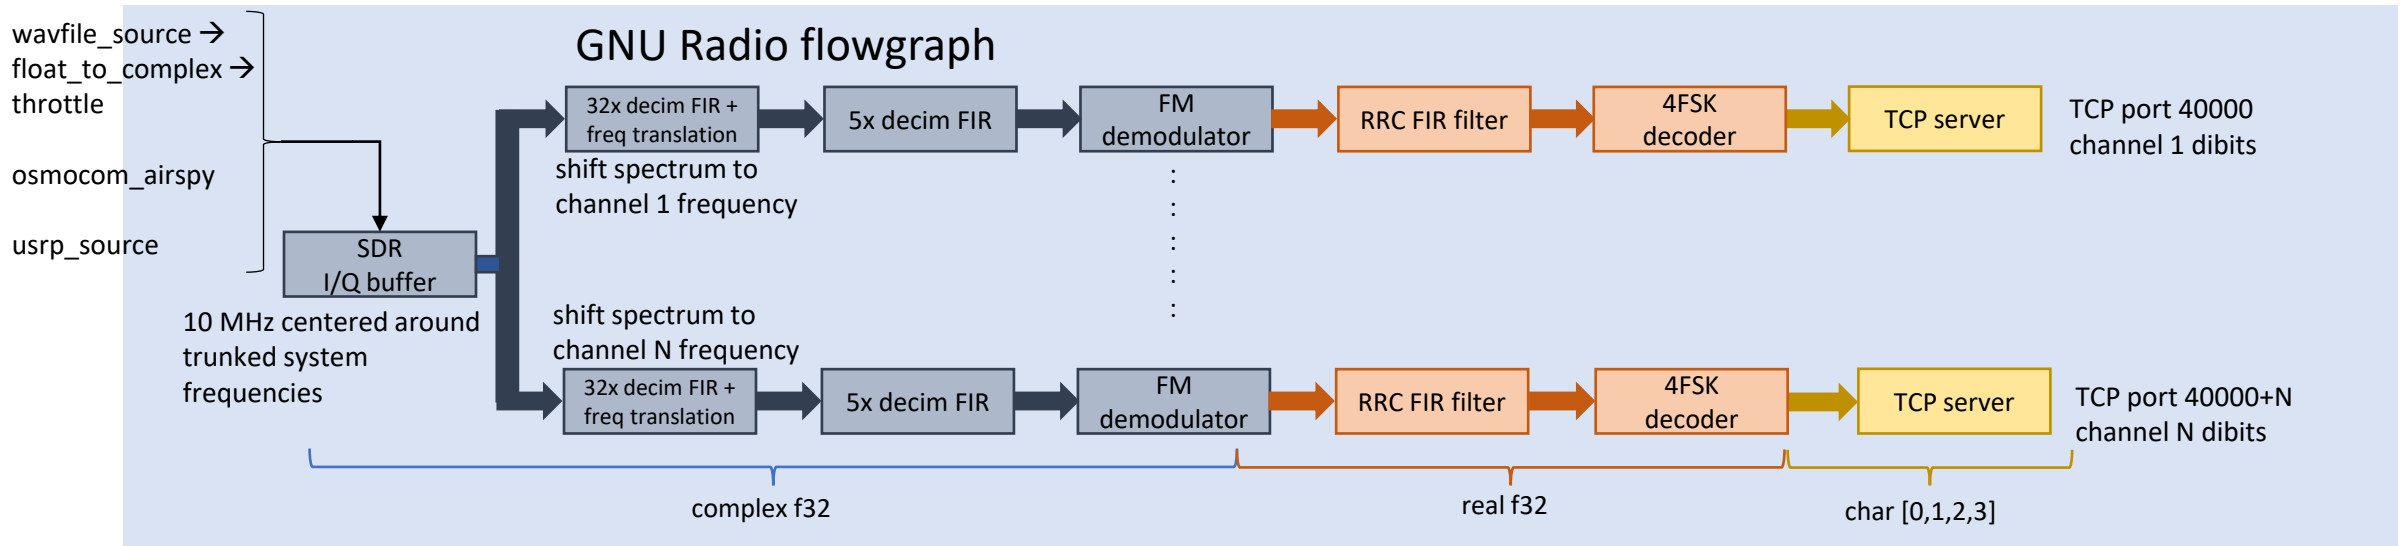 GNU Radio flowgraph
wavfile_source →
float_to_complex →
throttle
osmocom_airspy
usrp_source
SDR
I/Q buffer
10 MHz centered around
trunked system
frequencies
32x decim FIR +
freq translation
shift spectrum to
channel 1 frequency
5x decim FIR
FM
demodulator
RRC FIR filter
4FSK
decoder
TCP server
TCP port 40000
channel 1 dibits
shift spectrum to
channel N frequency
32x decim FIR +
freq translation
5x decim FIR
FM
demodulator
RRC FIR filter
4FSK
decoder
TCP server
TCP port 40000+N
channel N dibits
complex f32
real f32
char [0,1,2,3]